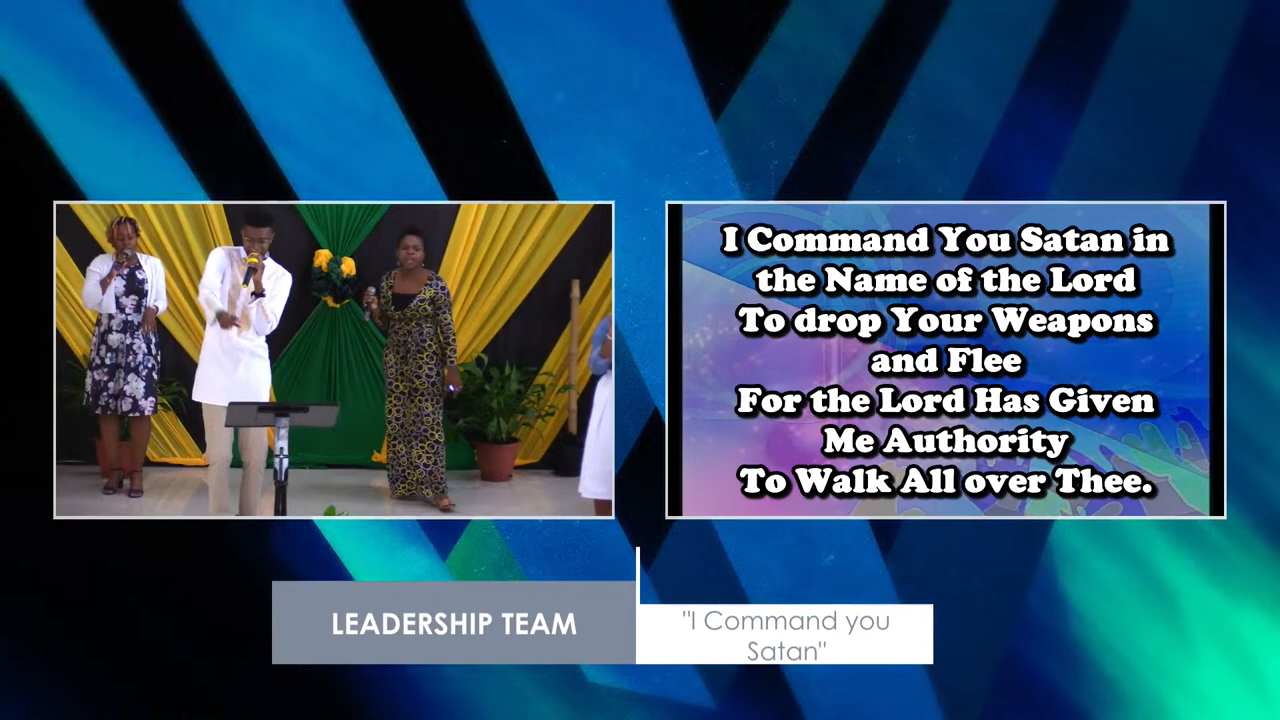 I Command You Satan in
the Name of the Lord
To drop Your Weapons
and Flee
For the Lord Has Given
Me Authority
To Walk All over Thee.
LEADERSHIP TEAM
"I Command you
Satan"